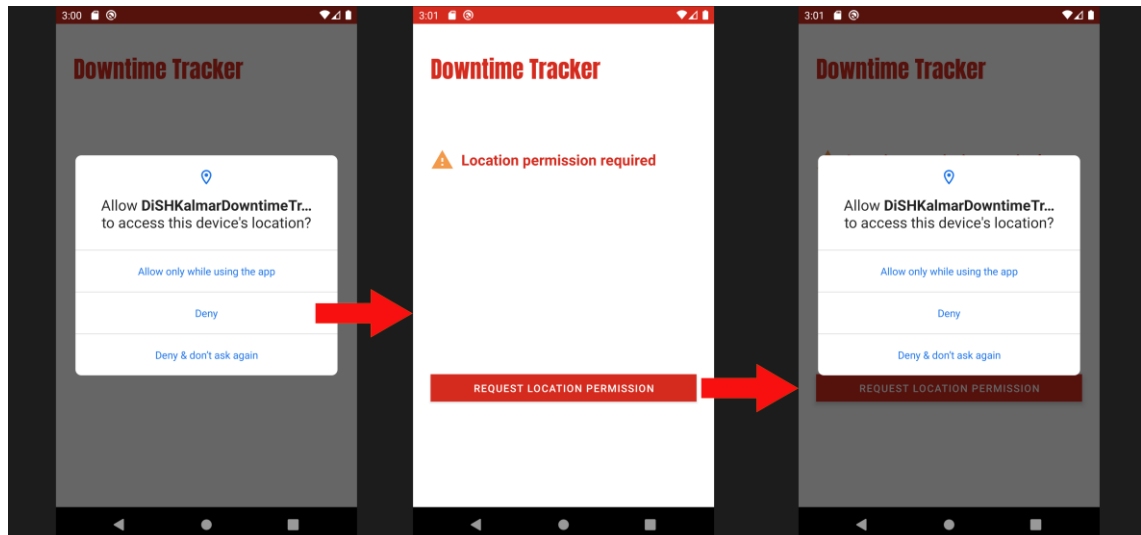 3:00
Downtime Tracker
Allow DiSHKalmarDowntimeTr...
to access this device's location?
Allow only while using the app
Deny
Deny & don't ask again
3:01
Downtime Tracker
Location permission required
REQUEST LOCATION PERMISSION
3:01
Downtime Tracker
Allow DiSHKalmarDowntimeTr...
to access this device's location?
Allow only while using the app
Deny
Deny & don't ask again
REQUEST LOCATION PERMISSION